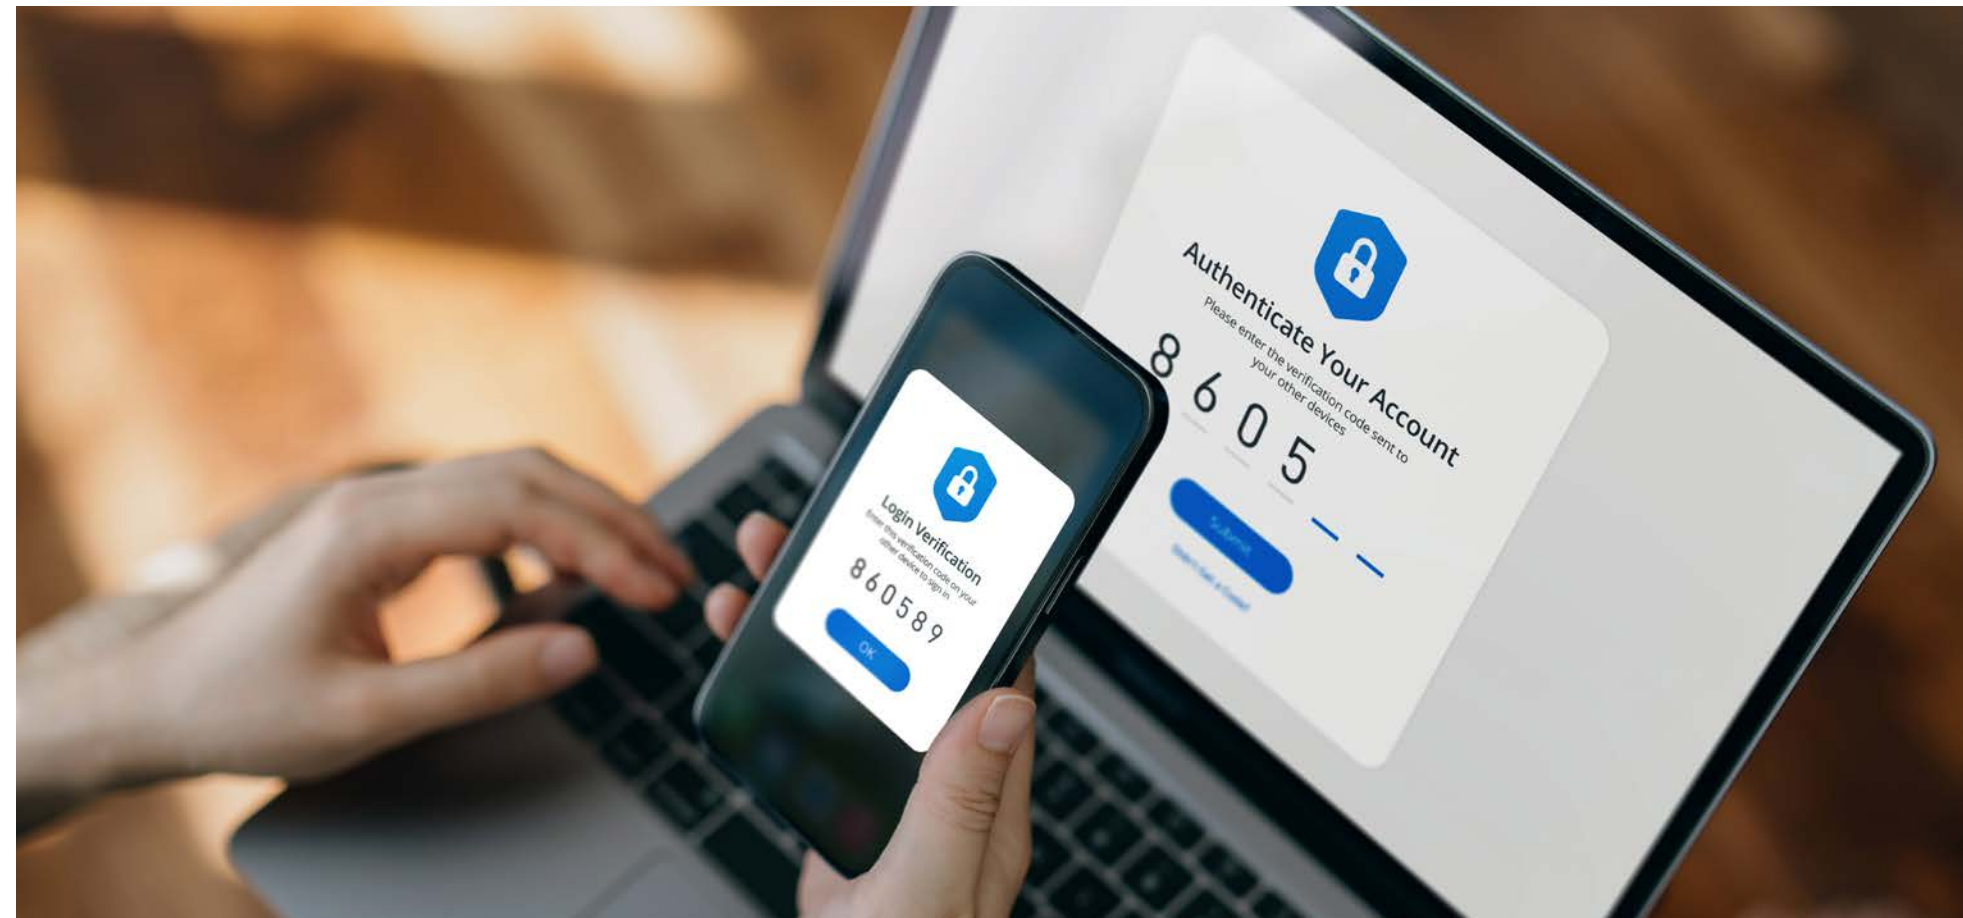 Authenticate Your Account
Please enter the verification code sent to
your other devices
8 6 0 5 _ _
Submit
Login Verification
Enter this verification code on your
other device to sign in
860589
OK